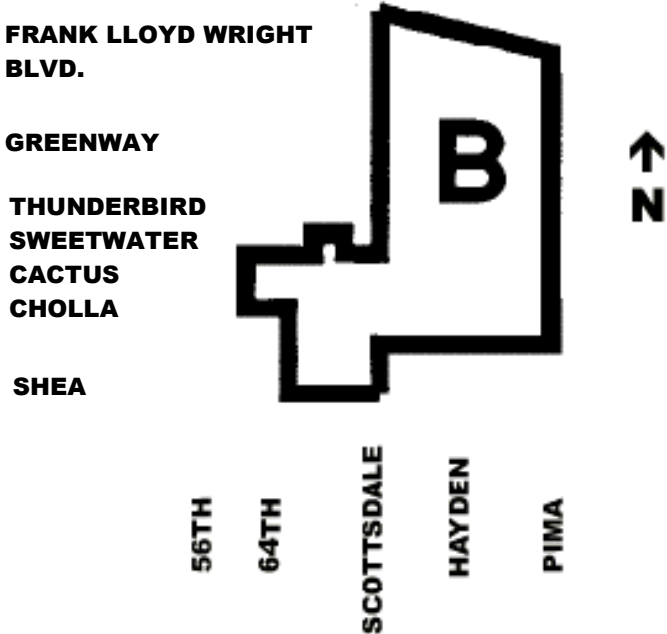 FRANK LLOYD WRIGHT
BLVD.
GREENWAY
THUNDERBIRD
SWEETWATER
CACTUS
CHOLLA
SHEA
B
N
56TH
64TH
SCOTTSDALE
HAYDEN
PIMA